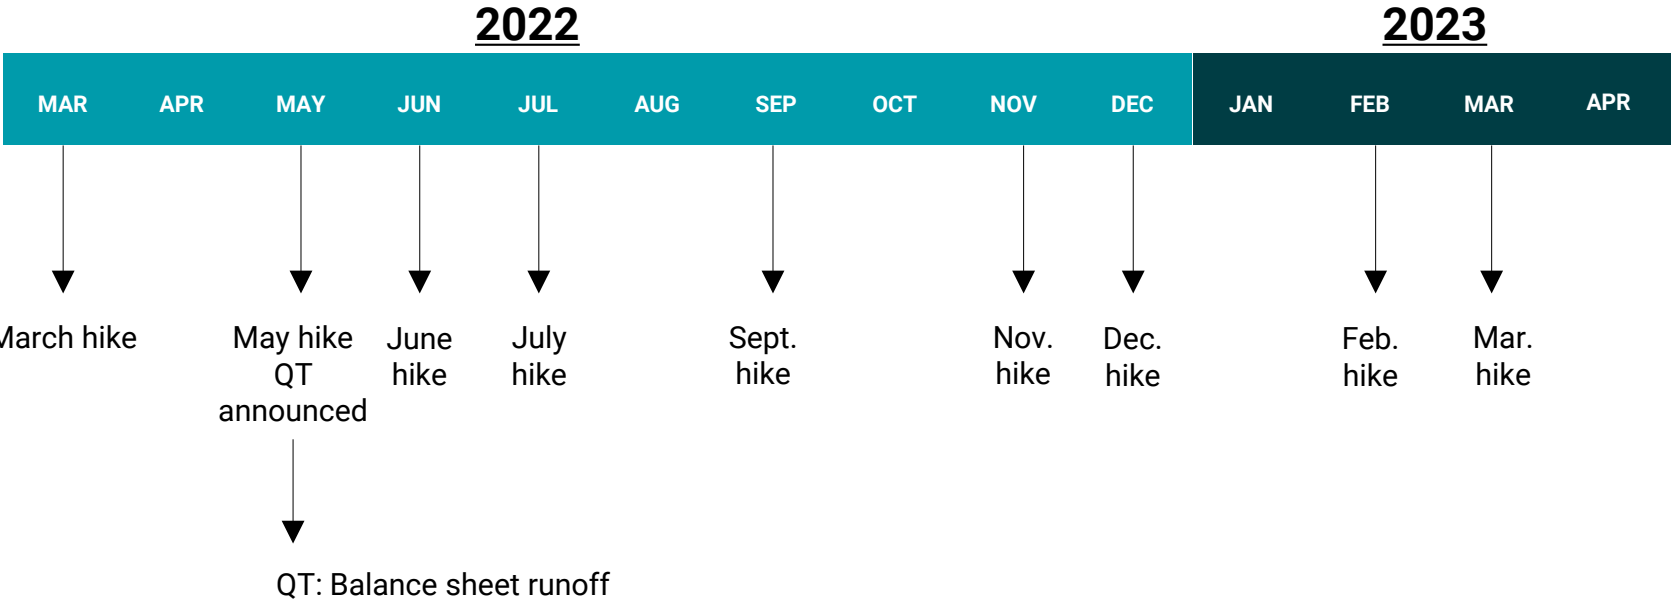 2022
2023
MAR APR MAY JUN JUL AUG SEP OCT NOV DEC JAN FEB MAR APR
March hike
May hike
QT
announced
June
hike
July
hike
Sept.
hike
Nov.
hike
Dec.
hike
Feb.
hike
Mar.
hike
QT: Balance sheet runoff